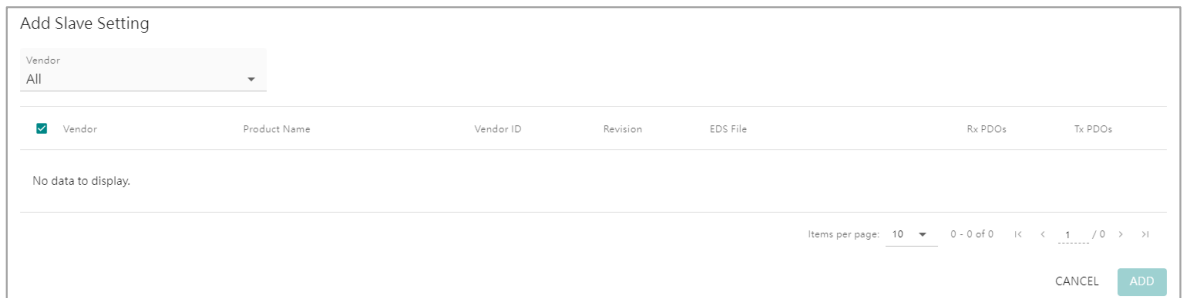 Add Slave Setting
Vendor
All
Vendor Product Name Vendor ID Revision EDS File Rx PDOs Tx PDOs
No data to display.
Items per page: 10 0 - 0 of 0 1 / 0
CANCEL ADD